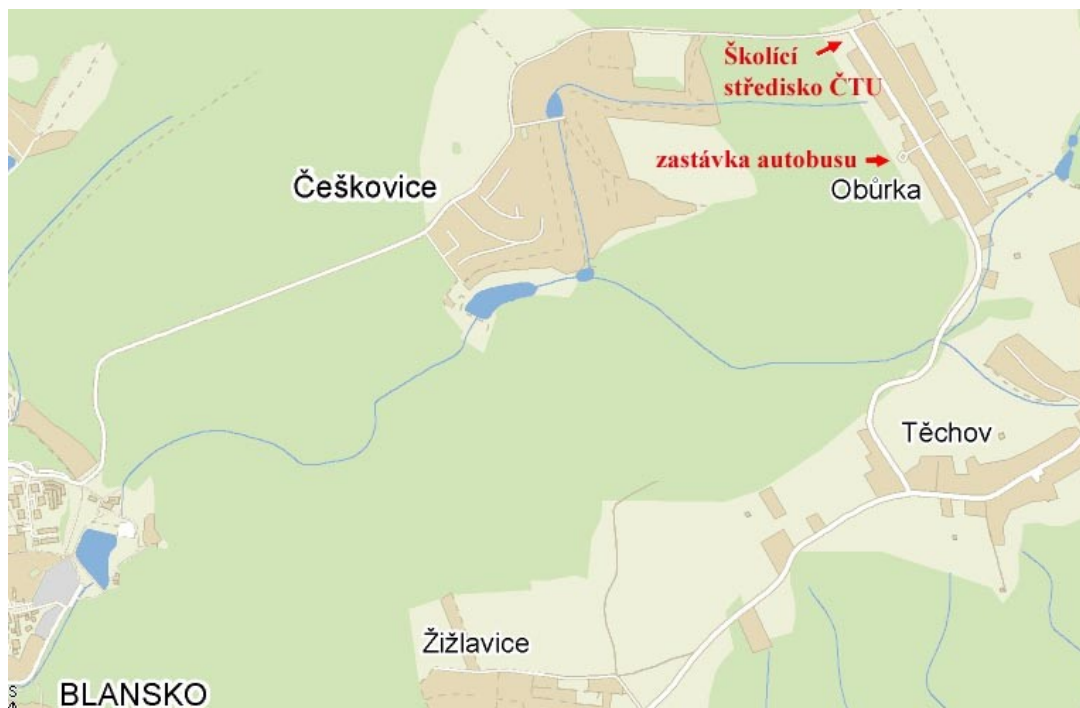 Školící
středisko ČTU
zastávka autobusu
Češkovice
Obůrka
Těchov
Žižlavice
S
BLANSKO